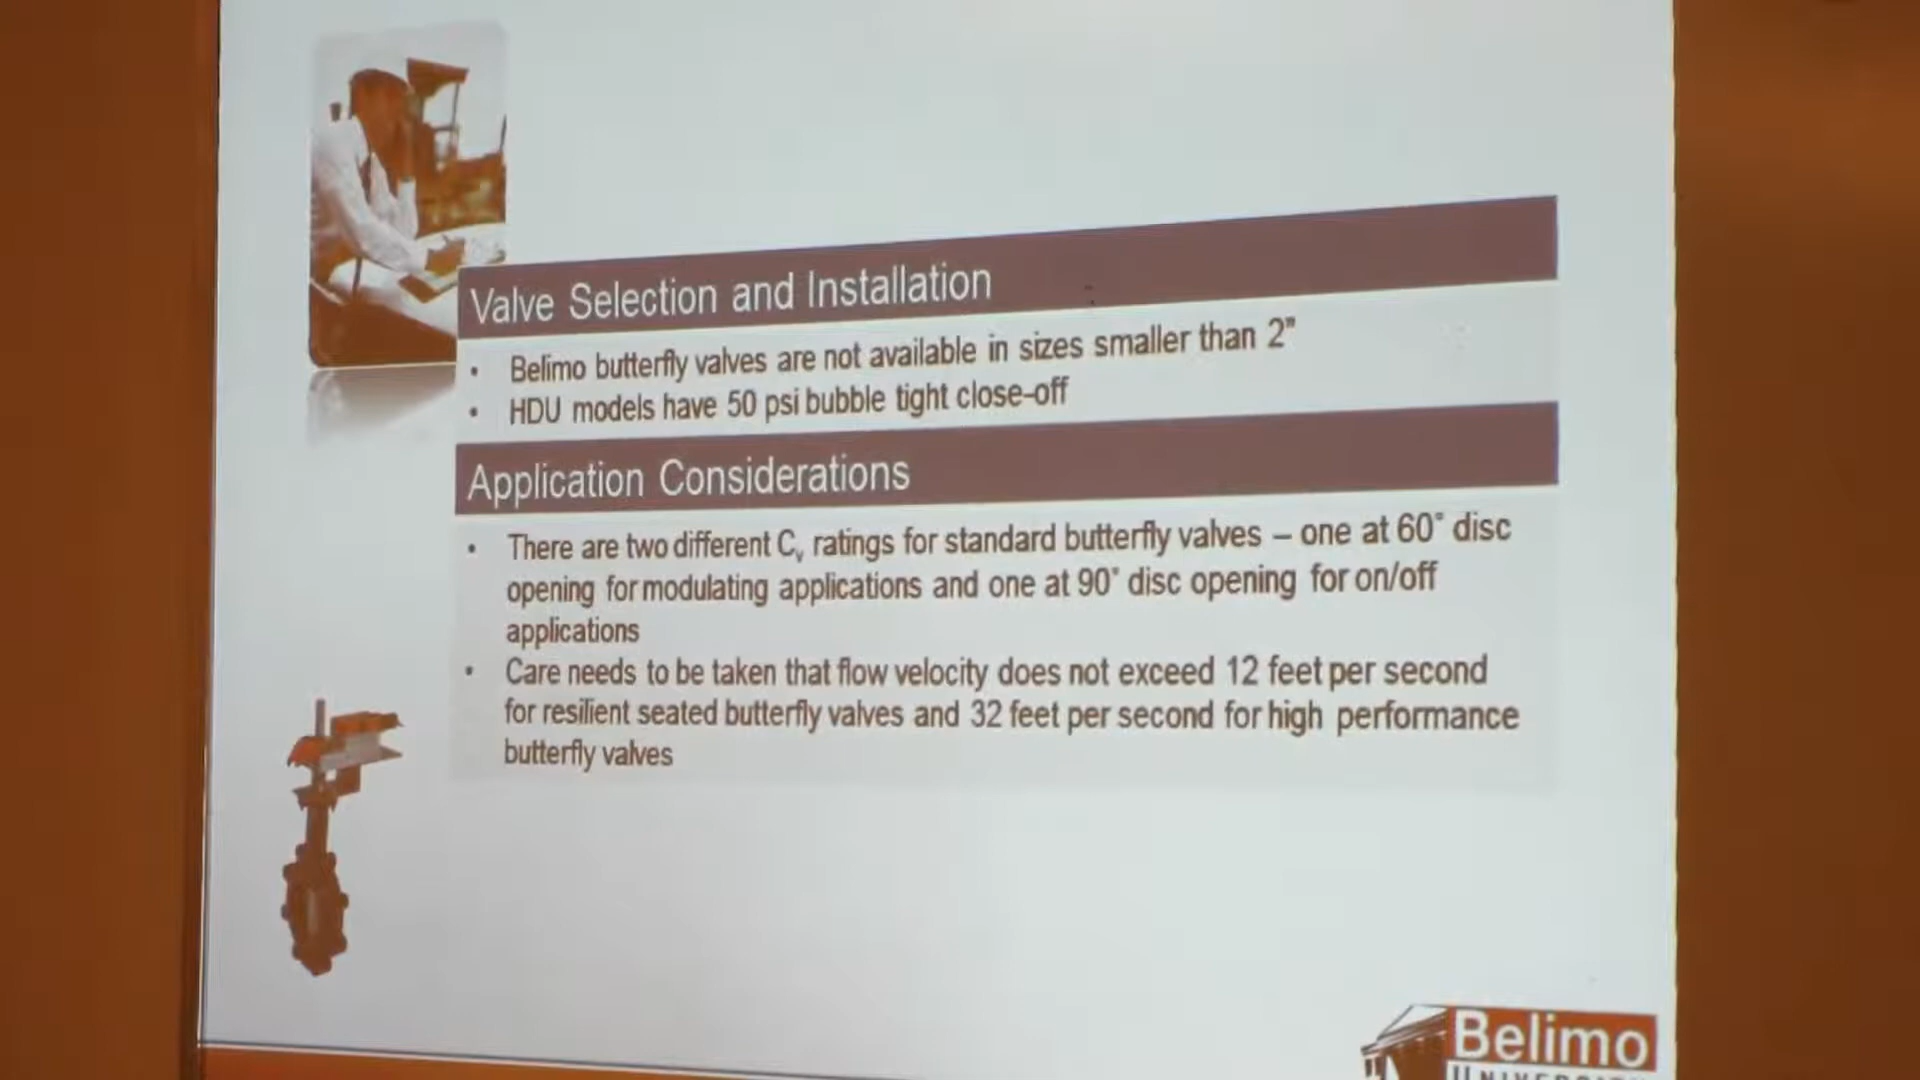 Valve Selection and Installation
• Belimo butterfly valves are not available in sizes smaller than 2"
• HDU models have 50 psi bubble tight close-off
Application Considerations
• There are two different Cv ratings for standard butterfly valves – one at 60° disc
opening for modulating applications and one at 90° disc opening for on/off
applications
• Care needs to be taken that flow velocity does not exceed 12 feet per second
for resilient seated butterfly valves and 32 feet per second for high performance
butterfly valves
Belimo